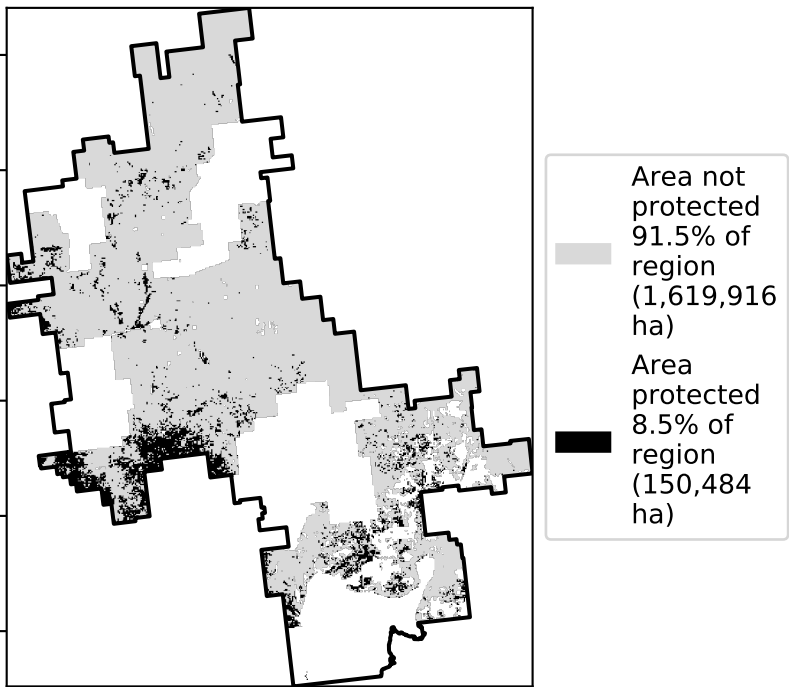 Area not
protected
91.5% of
region
(1,619,916
ha)
Area
protected
8.5% of
region
(150,484
ha)